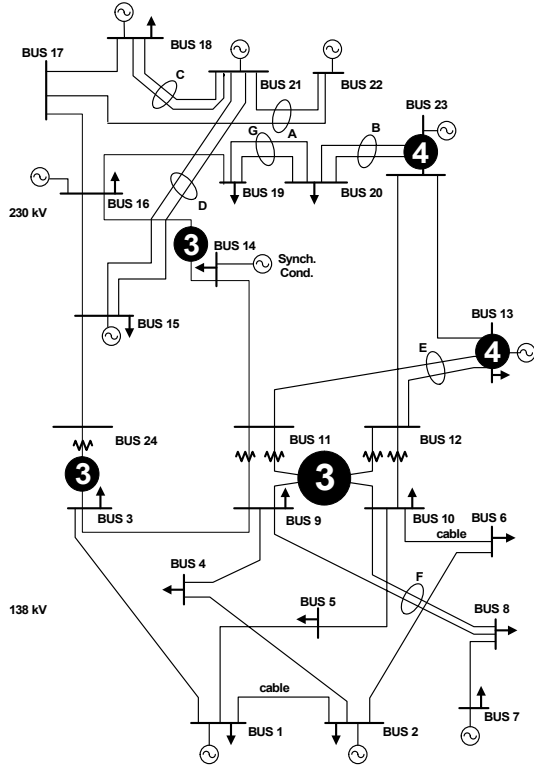 BUS 18
BUS 17
C
BUS 21
BUS 22
BUS 23
G
A
B
4
BUS 19
BUS 20
D
BUS 16
230 kV
3
BUS 14
Synch.
Cond.
BUS 13
BUS 15
E
4
BUS 24
BUS 11
BUS 12
3
3
BUS 3
BUS 9
BUS 10
BUS 6
cable
BUS 4
F
BUS 5
BUS 8
138 kV
cable
BUS 7
BUS 1
BUS 2